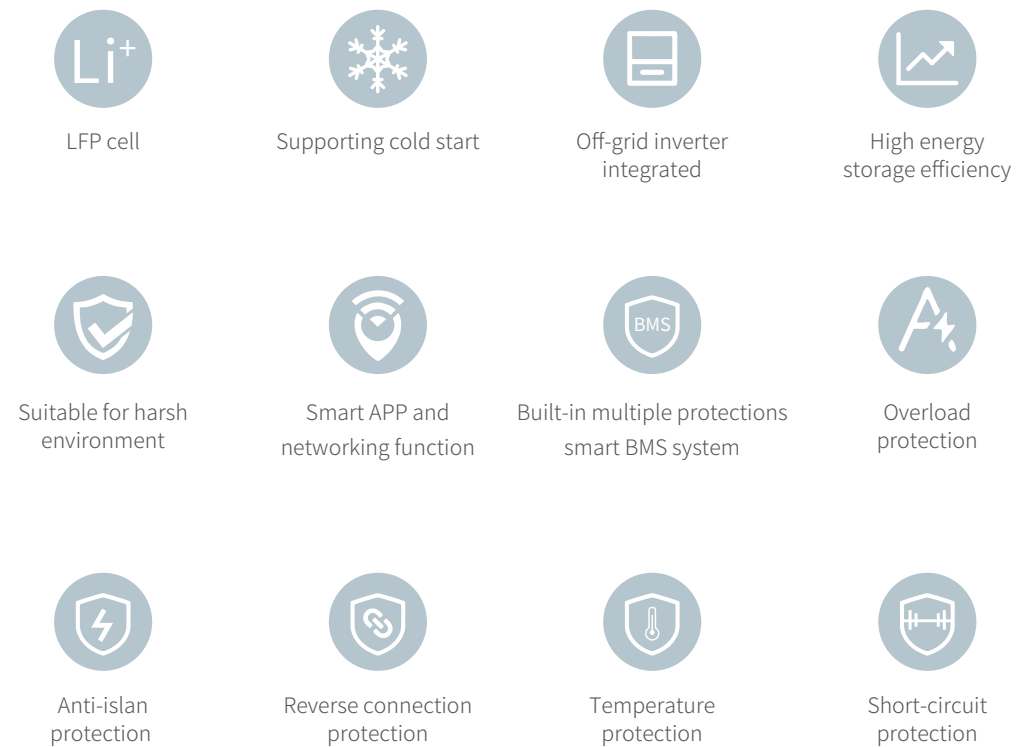 Li+
LFP cell
Supporting cold start
Off-grid inverter
integrated
High energy
storage efficiency
Suitable for harsh
environment
Smart APP and
networking function
BMS
Built-in multiple protections
smart BMS system
Overload
protection
Anti-islan
protection
Reverse connection
protection
Temperature
protection
Short-circuit
protection